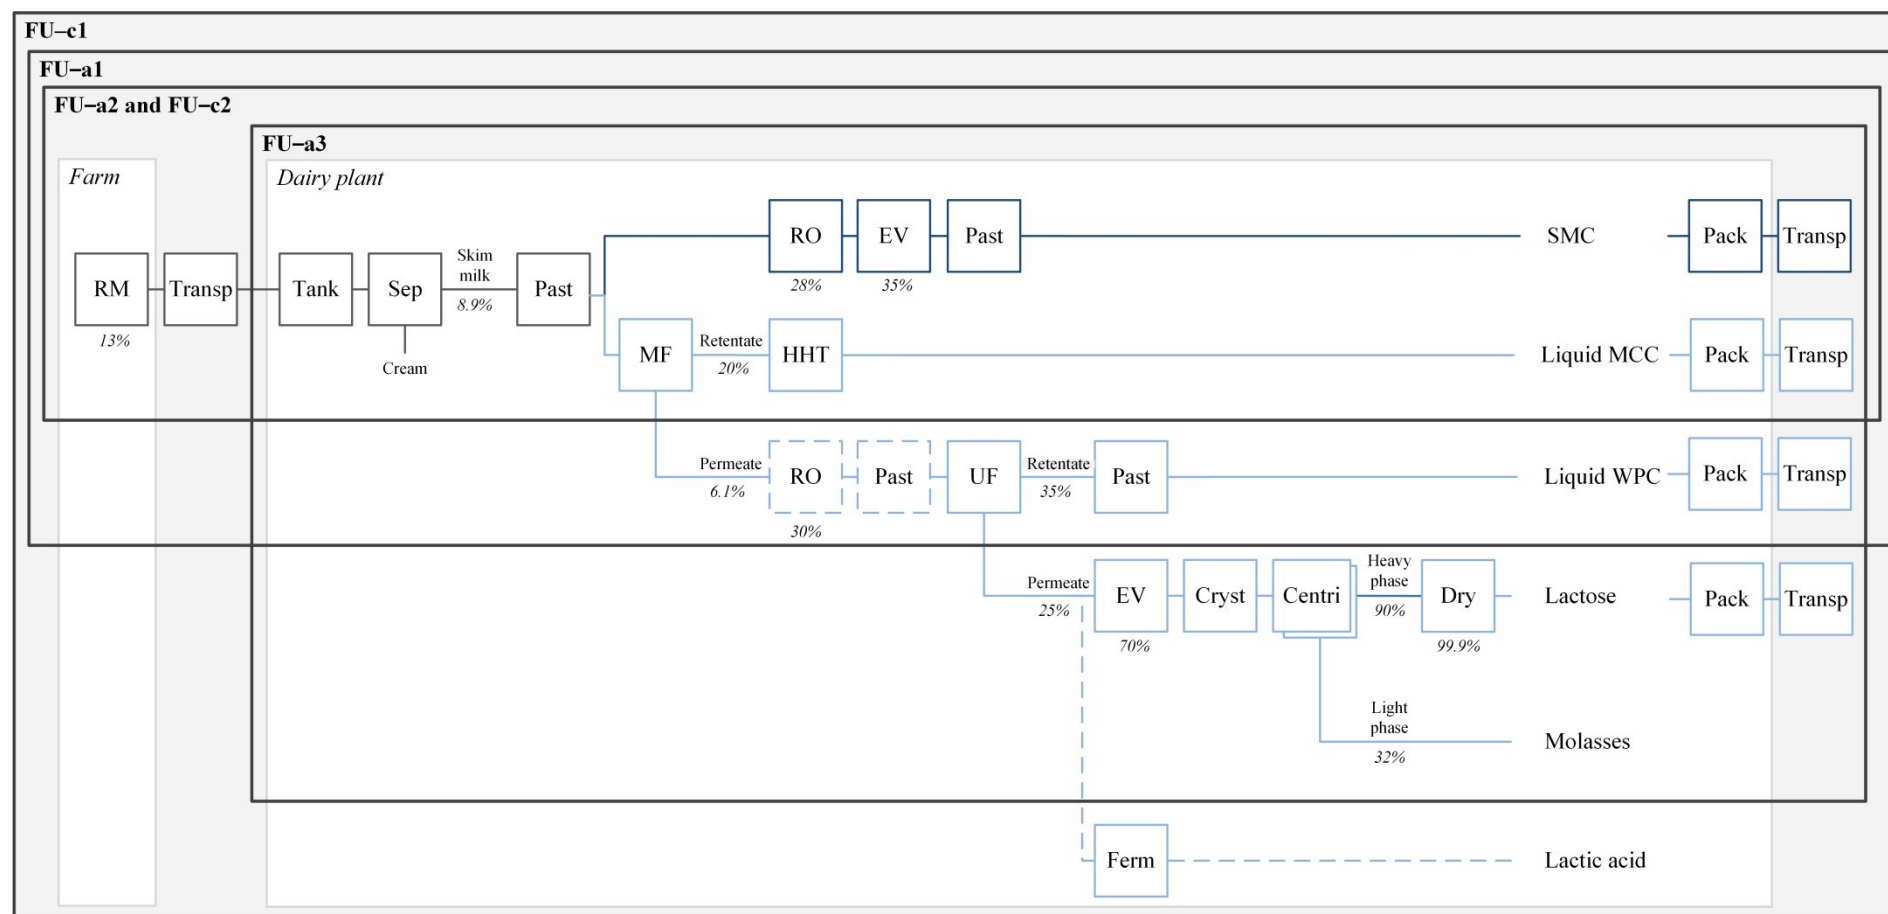 FU–c1
FU–a1
FU–a2 and FU–c2
FU–a3
Farm
Dairy plant
RM
13%
Transp
Tank
Sep
Cream
Skim
milk
8.9%
Past
RO
28%
EV
35%
Past
SMC
Pack
Transp
MF
Retentate
20%
HHT
Liquid MCC
Pack
Transp
Permeate
6.1%
RO
30%
Past
UF
Retentate
35%
Past
Liquid WPC
Pack
Transp
Permeate
25%
EV
70%
Cryst
Centri
Heavy
phase
90%
Dry
99.9%
Lactose
Pack
Transp
Light
phase
32%
Molasses
Ferm
Lactic acid